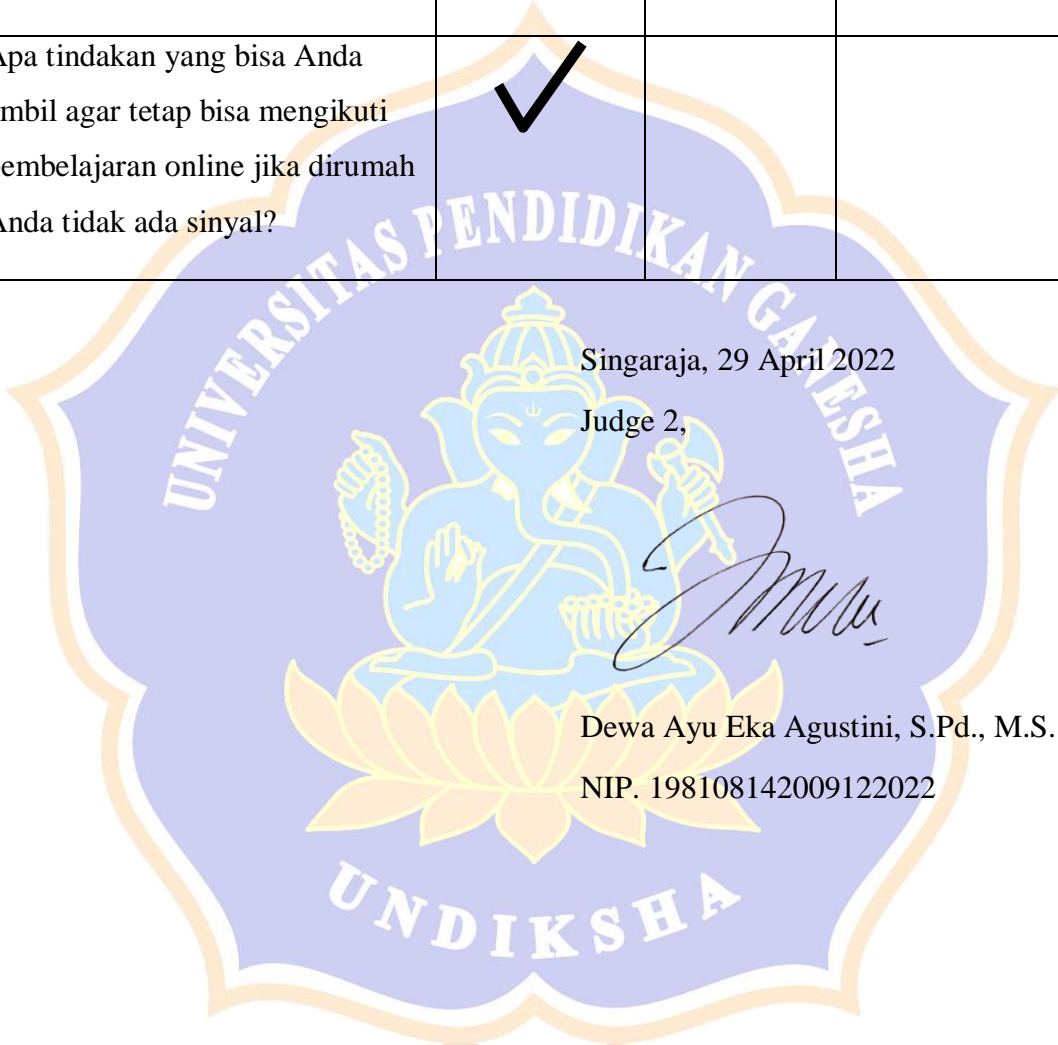 Apa tindakan yang bisa Anda
ambil agar tetap bisa mengikuti
pembelajaran online jika dirumah
Anda tidak ada sinyal?
UNIVERSITAS PENDIDIKAN GANESHA
Singaraja, 29 April 2022
Judge 2,
Dewa Ayu Eka Agustini, S.Pd., M.S.
NIP. 198108142009122022
UNDIKSHA